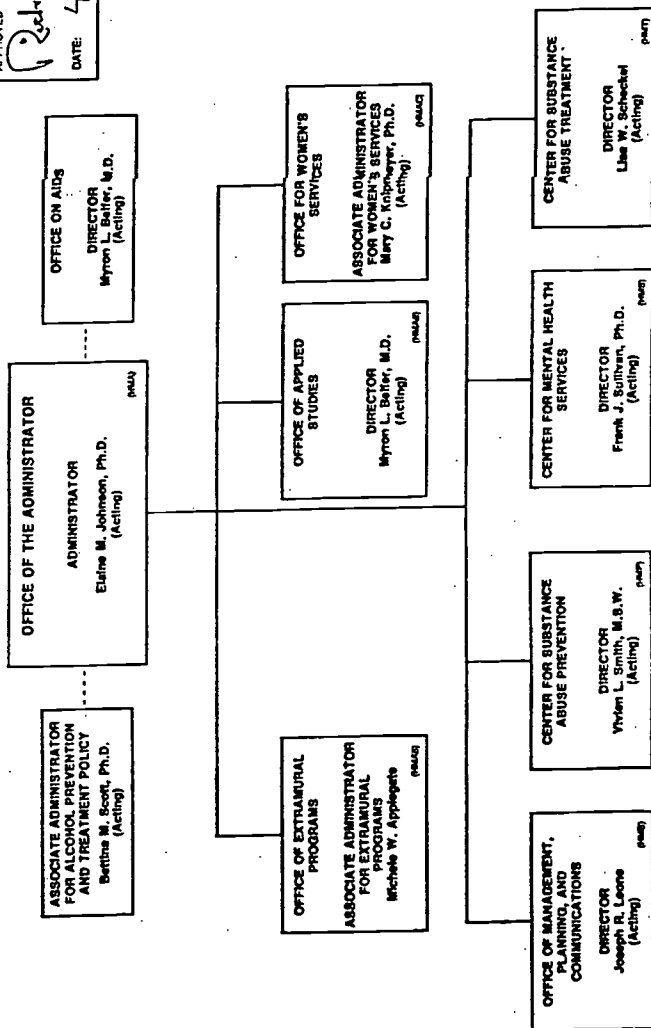 APPROVED
DATE:
OFFICE OF THE ADMINISTRATOR
ADMINISTRATOR
Elaine M. Johnson, Ph.D.
(Acting)
(HMA)
ASSOCIATE ADMINISTRATOR
FOR ALCOHOL PREVENTION
AND TREATMENT POLICY
Bettina M. Scott, Ph.D.
(Acting)
OFFICE ON AIDS
DIRECTOR
Myron L. Belfer, M.D.
(Acting)
OFFICE OF EXTRAMURAL
PROGRAMS
ASSOCIATE ADMINISTRATOR
FOR EXTRAMURAL
PROGRAMS
Michele W. Applegate
OFFICE OF APPLIED
STUDIES
DIRECTOR
Myron L. Belfer, M.D.
(Acting)
OFFICE FOR WOMEN'S
SERVICES
ASSOCIATE ADMINISTRATOR
FOR WOMEN'S SERVICES
Mary C. Knipmeyer, Ph.D.
(Acting)
(HMAC)
OFFICE OF MANAGEMENT,
PLANNING, AND
COMMUNICATIONS
DIRECTOR
Joseph R. Leone
(Acting)
CENTER FOR SUBSTANCE
ABUSE PREVENTION
DIRECTOR
Vivian L. Smith, M.S.W.
(Acting)
(HMP)
CENTER FOR MENTAL HEALTH
SERVICES
DIRECTOR
Frank J. Sullivan, Ph.D.
(Acting)
CENTER FOR SUBSTANCE
ABUSE TREATMENT
DIRECTOR
Lisa W. Scheckel
(Acting)
(HMT)